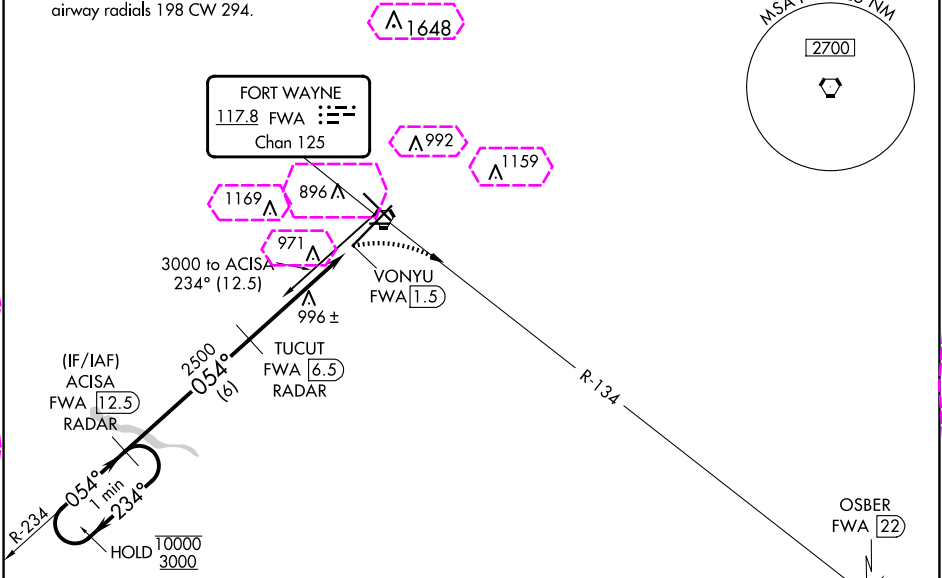 airway radials 198 CW 294.
1648
MSA
NM
2700
FORT WAYNE
117.8 FWA
Chan 125
992
1159
1169
896
971
3000 to ACISA
234° (12.5)
VONYU
FWA 1.5
996 ±
TUCUT
FWA 6.5
RADAR
2500
054°
(6)
(IF/IAF)
ACISA
FWA 12.5
RADAR
R-134
054°
1 min
234°
R-234
HOLD 10000
3000
OSBER
FWA 22